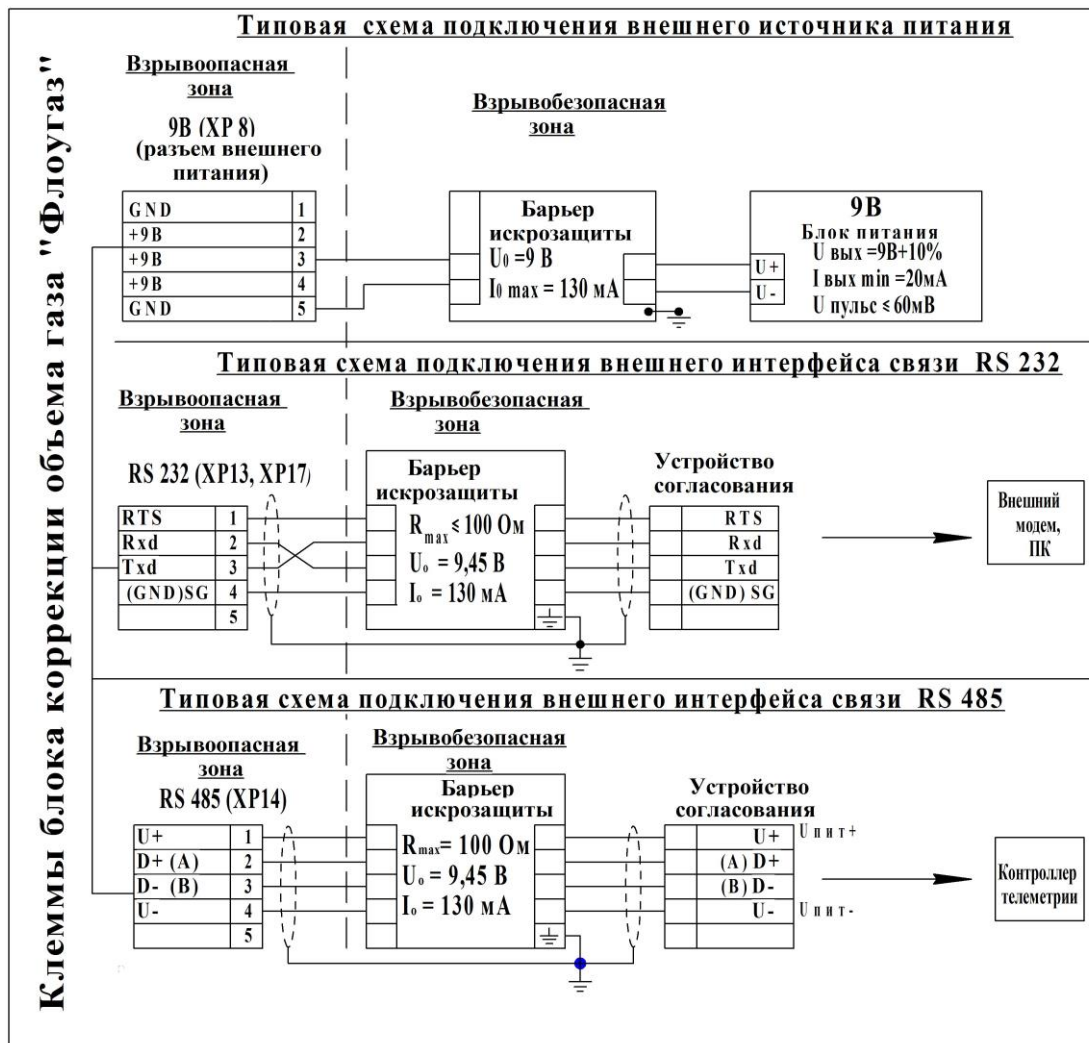 Клеммы блока коррекции объема газа "Флоугаз"
Типовая схема подключения внешнего источника питания
Взрывоопасная
зона
9В (ХР 8)
(разъем внешнего
питания)
GND 1
+9В 2
+9В 3
+9В 4
GND 5
Взрывобезопасная
зона
Барьер
искрозащиты
U0 =9 В
I0 max = 130 мА
U+
U-
9В
Блок питания
U вых =9В+10%
I вых min =20мА
U пульс ≤60мВ
Типовая схема подключения внешнего интерфейса связи RS 232
Взрывоопасная
зона
RS 232 (XP13, XP17)
RTS 1
Rxd 2
Txd 3
(GND)SG 4
5
Взрывобезопасная
зона
Барьер
искрозащиты
Rmax ≤ 100 Ом
Uo = 9,45 В
Io = 130 мА
Устройство
согласования
RTS
Rxd
Txd
(GND) SG
Внешний
модем,
ПК
Типовая схема подключения внешнего интерфейса связи RS 485
Взрывоопасная
зона
RS 485 (XP14)
U+ 1
D+ (A) 2
D- (B) 3
U- 4
5
Взрывобезопасная
зона
Барьер
искрозащиты
Rmax= 100 Ом
Uo = 9,45 В
Io = 130 мА
Устройство
согласования
U+ U пит+
(A) D+
(B) D-
U- U пит-
Контроллер
телеметрии